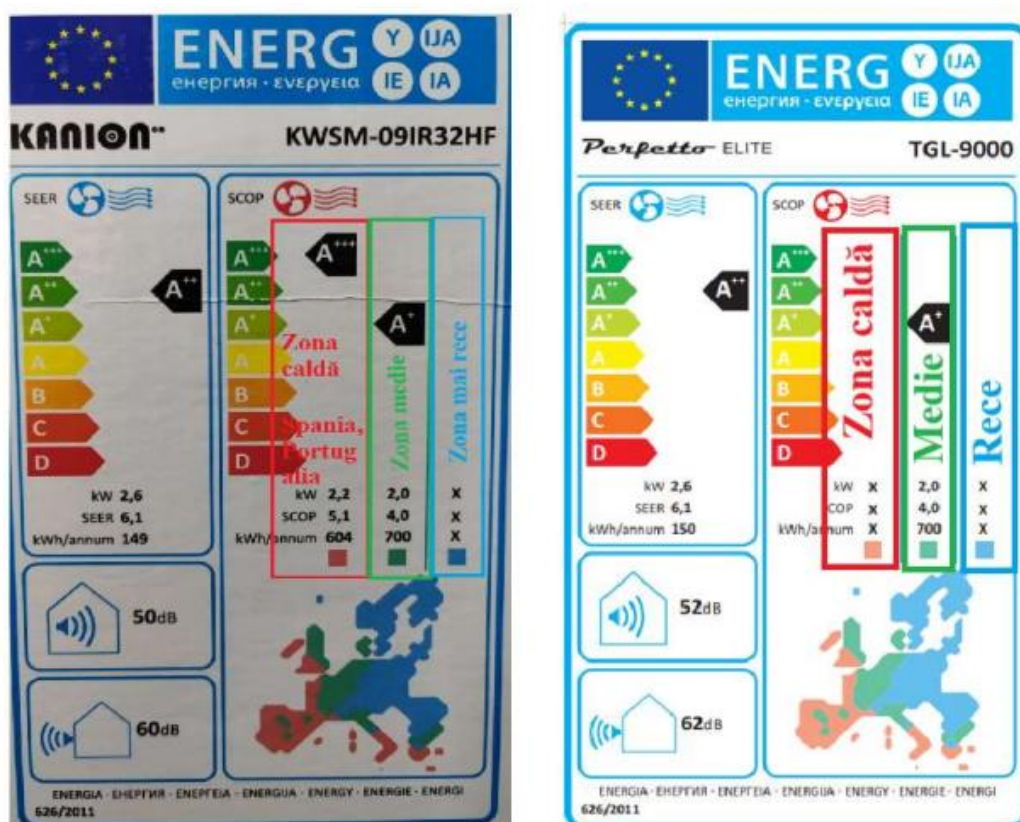 ENERG
енергия · ενεργεια
Y IJA
IE IA
KANION
KWSM-09IR32HF
SEER
A+++
A++
A+
A
B
C
D
A++
kW 2,6
SEER 6,1
kWh/annum 149
SCOP
A+++
A++
A+
A
B
C
D
A+++
A+
Zona
caldă
Spania,
Portug
alia
Zona medie
Zona mai rece
kW 2,2 2,0 X
SCOP 5,1 4,0 X
kWh/annum 604 700 X
50dB
60dB
ENERGIA · ЕНЕРГИЯ · ΕΝΕΡΓΕΙΑ · ENERGIJA · ENERGY · ENERGIE · ENERGI
626/2011
ENERG
енергия · ενεργεια
Y IJA
IE IA
Perfetto ELITE
TGL-9000
SEER
A+++
A++
A+
A
B
C
D
A++
kW 2,6
SEER 6,1
kWh/annum 150
SCOP
A+++
A++
A+
A
B
C
D
A+
Zona caldă
Medie
Rece
kW X 2,0 X
SCOP X 4,0 X
kWh/annum X 700 X
52dB
62dB
ENERGIA · ЕНЕРГИЯ · ΕΝΕΡΓΕΙΑ · ENERGIJA · ENERGY · ENERGIE · ENERGI
626/2011